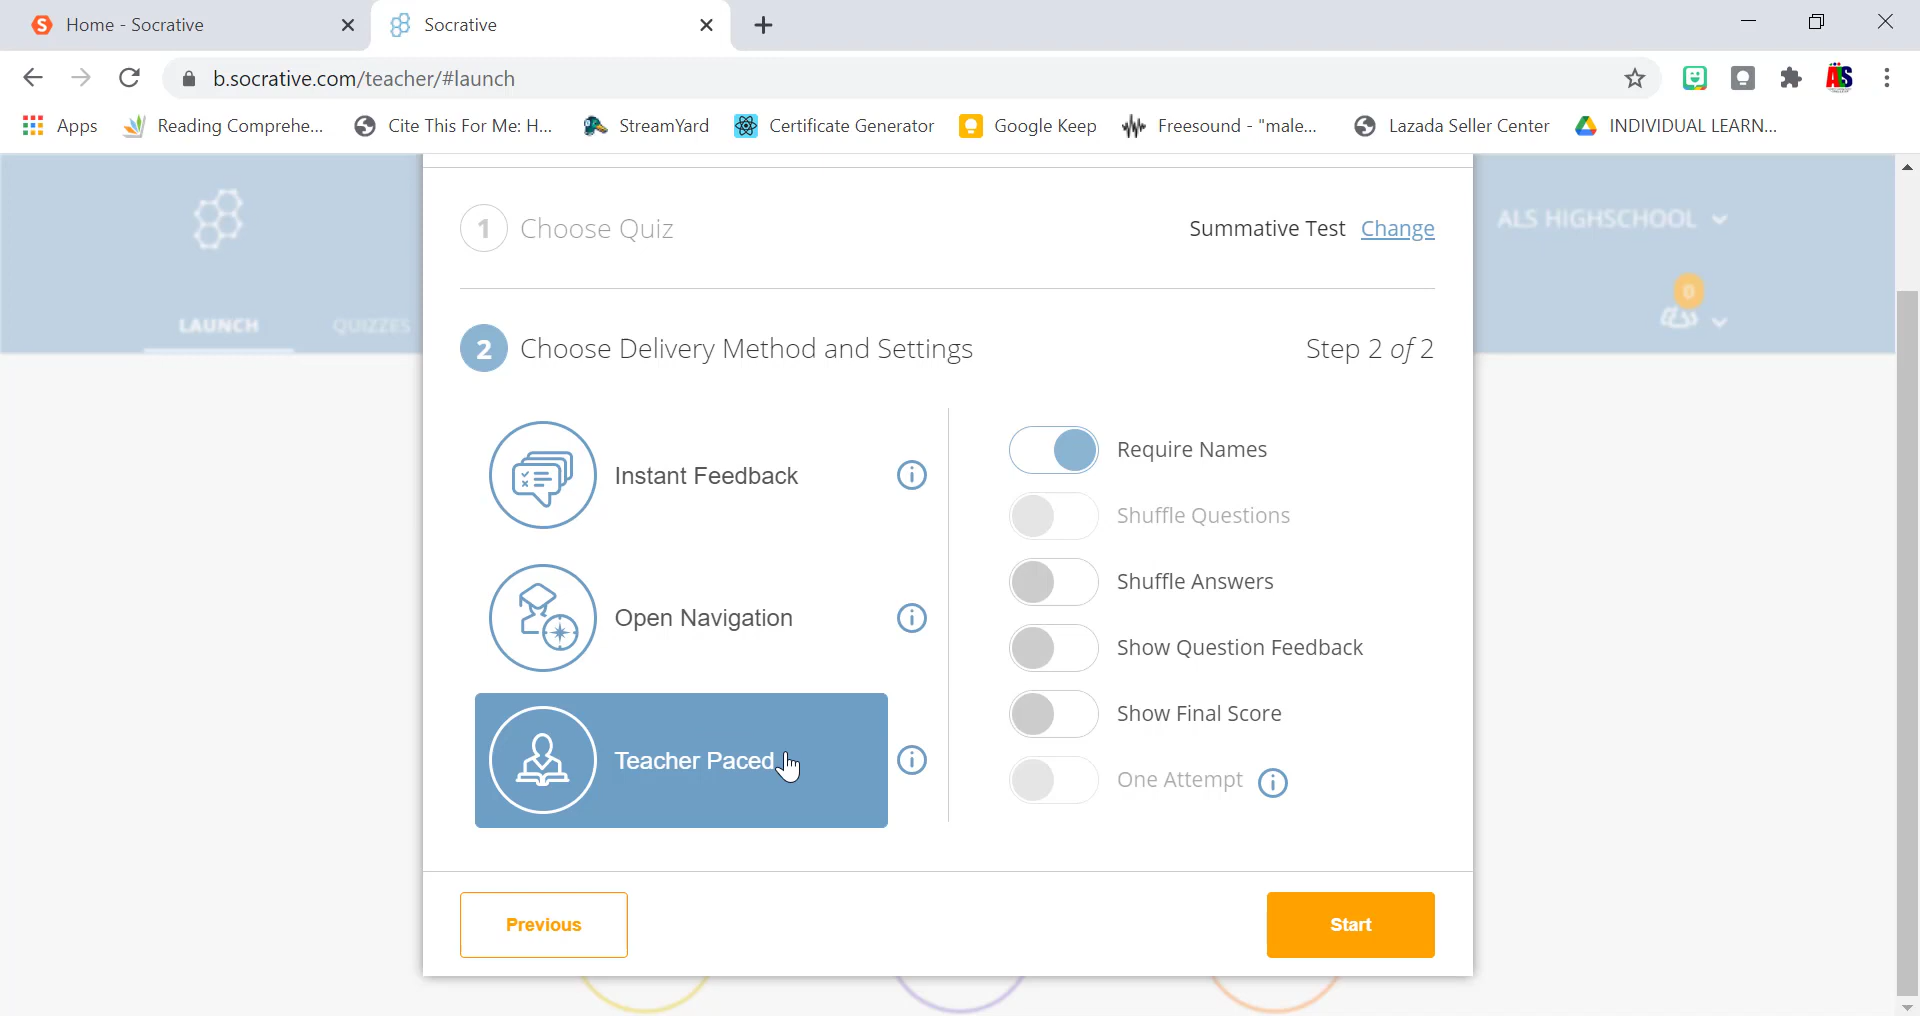 Home - Socrative
Socrative
b.socrative.com/teacher/#launch
Apps
Reading Comprehe...
Cite This For Me: H...
StreamYard
Certificate Generator
Google Keep
Freesound - "male...
Lazada Seller Center
INDIVIDUAL LEARN...
ALS HIGHSCHOOL
0
LAUNCH
QUIZZES
1 Choose Quiz
Summative Test Change
2 Choose Delivery Method and Settings
Step 2 of 2
Instant Feedback
Open Navigation
Teacher Paced
Require Names
Shuffle Questions
Shuffle Answers
Show Question Feedback
Show Final Score
One Attempt
Previous
Start